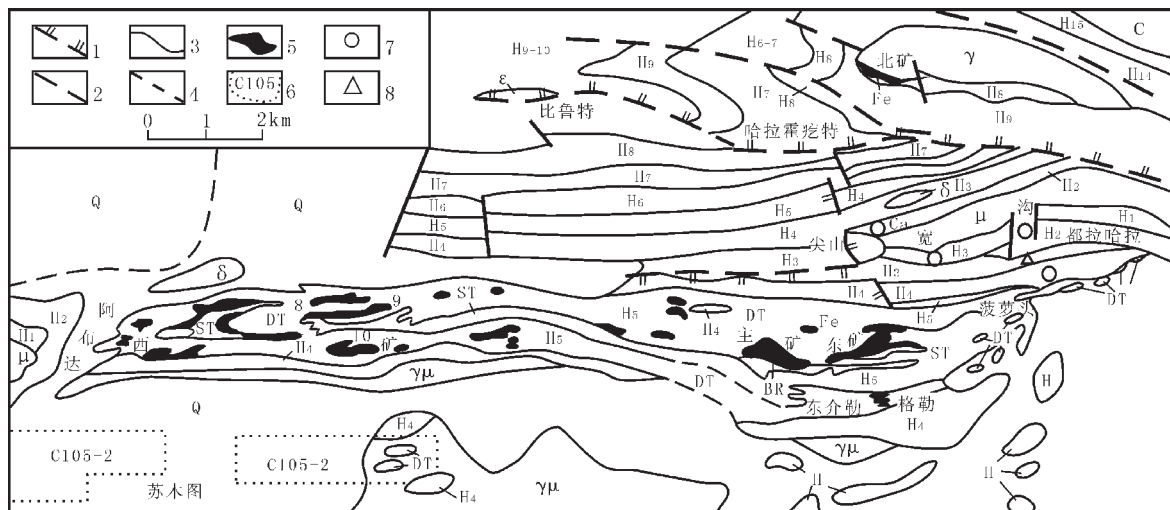 1
3
5
7
2
4
C105
6
8
0 1 2km
H9-10
H6-7
H15
C
H9
H8
北矿
γ
H7
H8
Fe
H8
H14
ε
比鲁特
哈拉霍疙特
H9
H8
H7
H7
H7
H6
H6
H4
δ
H3
H2
Q
Q
H5
H5
H4
H4
Ca
μ
沟
H1
尖山
宽
H3
H2
都拉哈拉
H3
H2
δ
ST
H4
H4
DT
阿
8
9
H5
H4
DT
H5
菠萝头
H2
布
ST
DT
Fe
H1
西
10
矿
H5
主
矿
东
矿
ST
DT
μ
达
H4
γμ
DT
BR
H6
H
Q
东介勒
格勒
H4
H4
C105-2
C105-2
DT
γμ
苏木图
H4
γμ
H
H